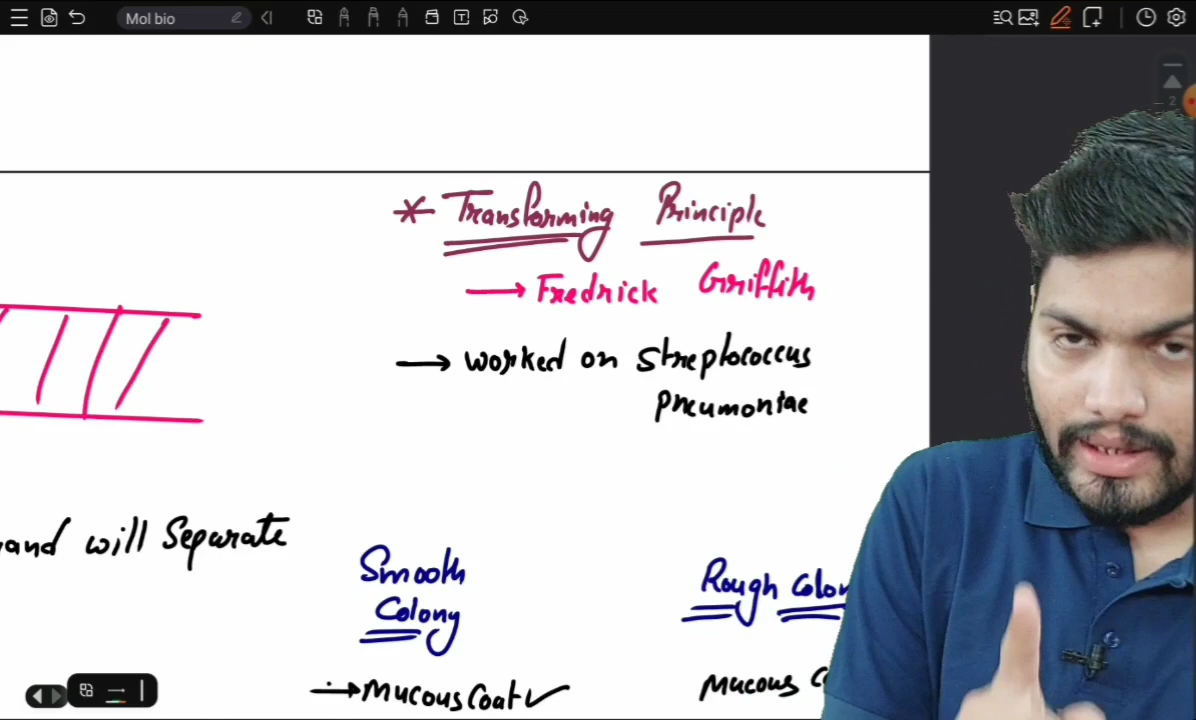 Mol bio
T
2
* Transforming Principle
→ Fredrick Griffith
→ worked on Streptococcus
pneumoniae
and will Separate
Smooth
Colony
Rough Colon
→ Mucous Coat ✓
Mucous C